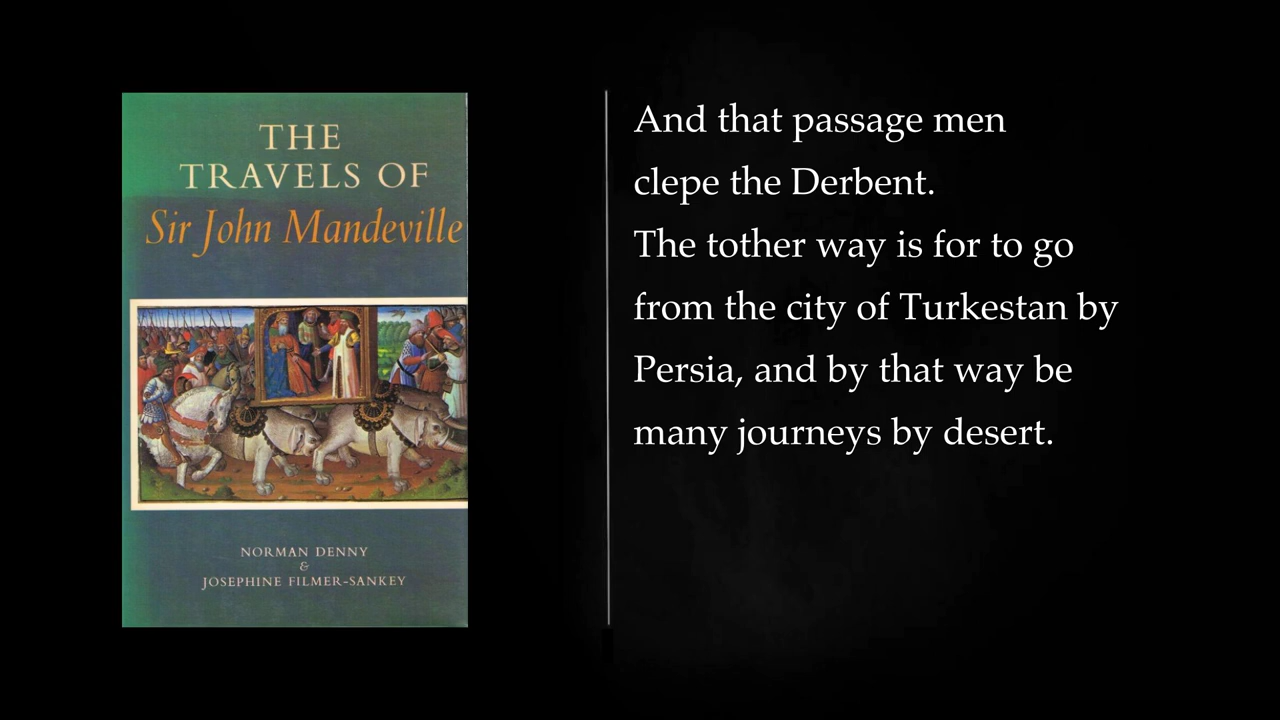 THE
TRAVELS OF
Sir John Mandeville
NORMAN DENNY
&
JOSEPHINE FILMER-SANKEY
And that passage men
clepe the Derbent.
The tother way is for to go
from the city of Turkestan by
Persia, and by that way be
many journeys by desert.